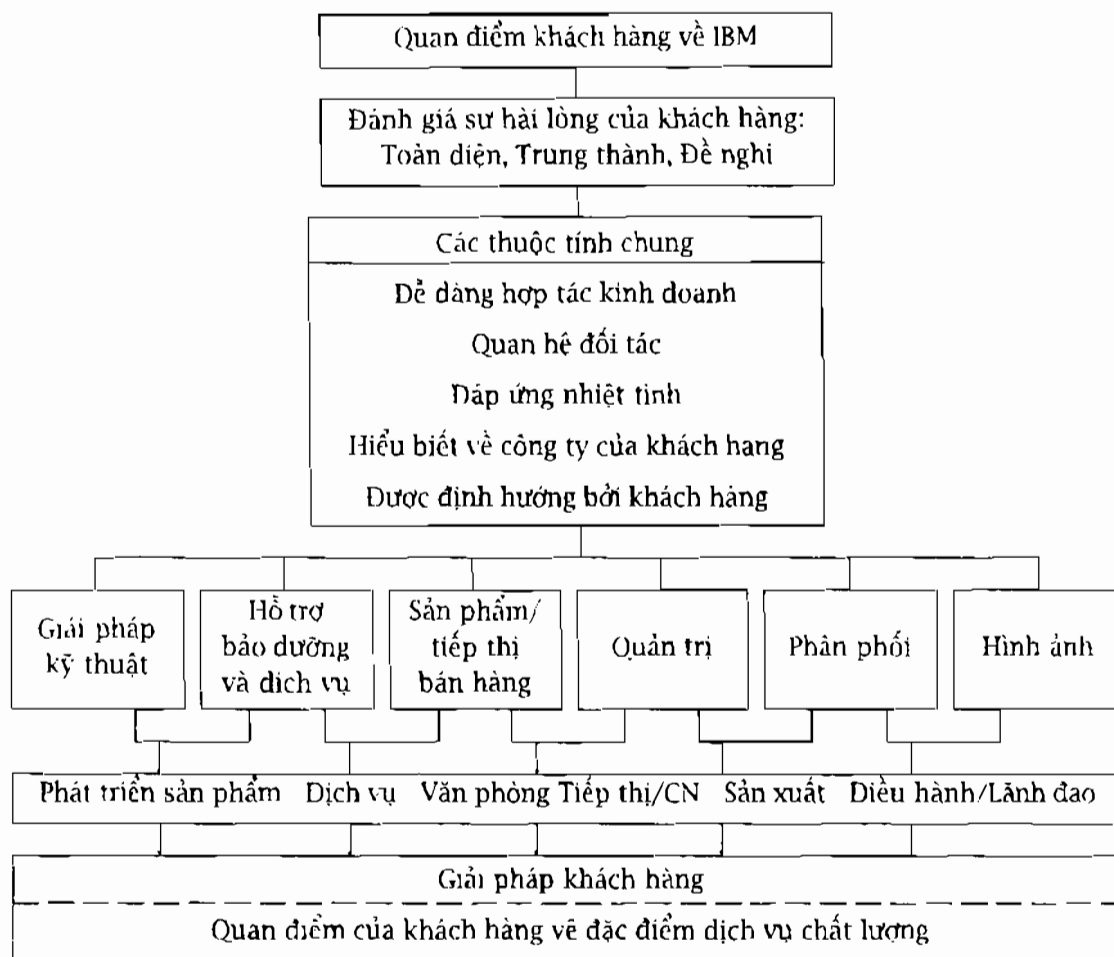 Quan điểm khách hàng về IBM
Đánh giá sư hài lòng của khách hàng:
Toàn diện, Trung thành, Đề nghi
Các thuộc tính chung
Dễ dàng hợp tác kinh doanh
Quan hệ đối tác
Đáp ứng nhiệt tinh
Hiểu biết về công ty của khách hang
Được định hướng bởi khách hàng
Giải pháp
kỹ thuật
Hỗ trợ
bảo dưỡng
và dich vụ
Sản phẩm/
tiếp thị
bán hàng
Quản trị
Phân phối
Hình ảnh
Phát triển sản phẩm Dịch vụ Văn phòng Tiếp thị/CN Sản xuất Điều hành/Lãnh đao
Giải pháp khách hàng
Quan điểm của khách hàng về đặc điểm dịch vụ chất lượng